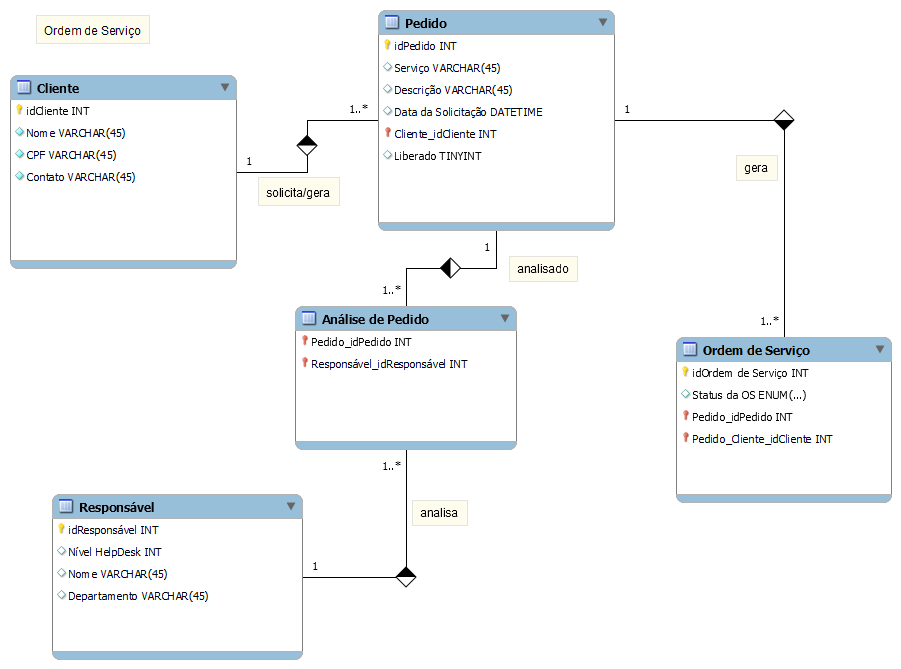 Ordem de Serviço
Pedido
idPedido INT
Serviço VARCHAR(45)
Descrição VARCHAR(45)
Data da Solicitação DATETIME
Cliente_idCliente INT
Liberado TINYINT
Cliente
idCliente INT
Nome VARCHAR(45)
CPF VARCHAR(45)
Contato VARCHAR(45)
1..*
1
solicita/gera
1
gera
1..*
1
analisado
1..*
Análise de Pedido
Pedido_idPedido INT
Responsável_idResponsável INT
Ordem de Serviço
idOrdem de Serviço INT
Status da OS ENUM(...)
Pedido_idPedido INT
Pedido_Cliente_idCliente INT
1..*
analisa
1
Responsável
idResponsável INT
Nível HelpDesk INT
Nome VARCHAR(45)
Departamento VARCHAR(45)